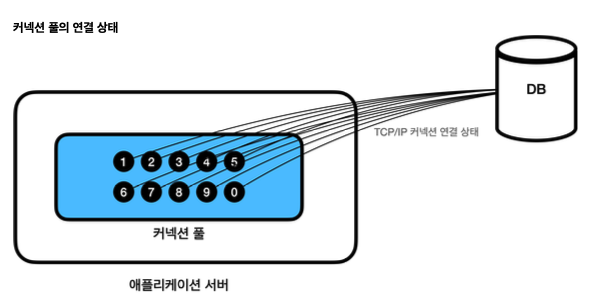 커넥션 풀의 연결 상태
DB
TCP/IP 커넥션 연결 상태
1 2 3 4 5
6 7 8 9 0
커넥션 풀
애플리케이션 서버